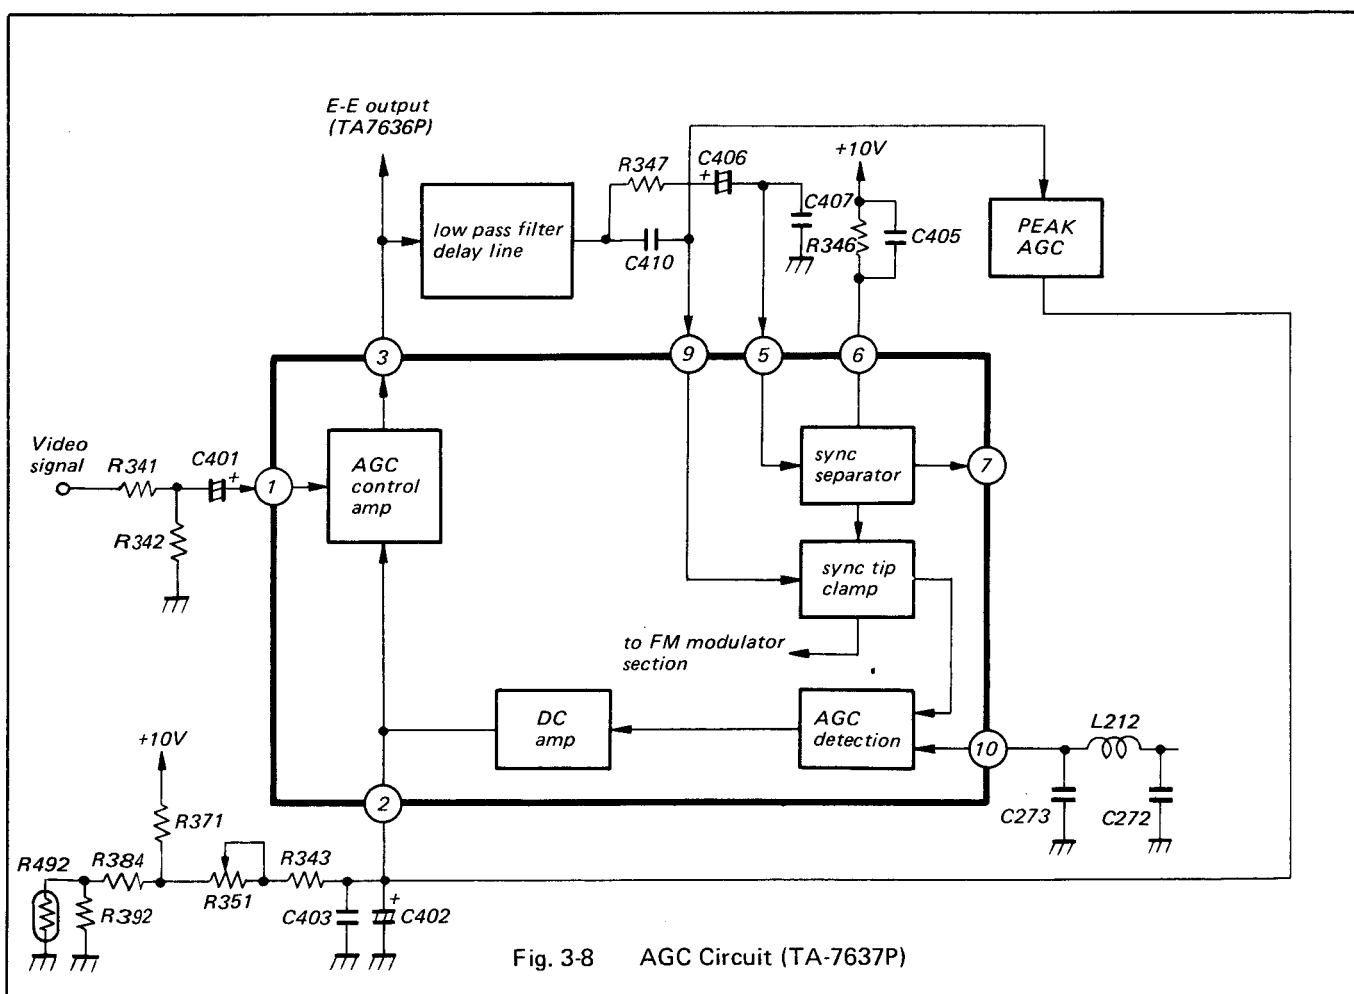 E-E output
(TA7636P)
low pass filter
delay line
R347
C410
C406
+
C407
+10V
R346
C405
PEAK
AGC
3
9
5
6
Video
signal
R341
C401
+
1
R342
AGC
control
amp
sync
separator
7
sync tip
clamp
to FM modulator
section
DC
amp
AGC
detection
10
L212
C273
C272
+10V
2
R371
R492
R384
R343
R392
R351
C403
+
C402
Fig. 3-8 AGC Circuit (TA-7637P)